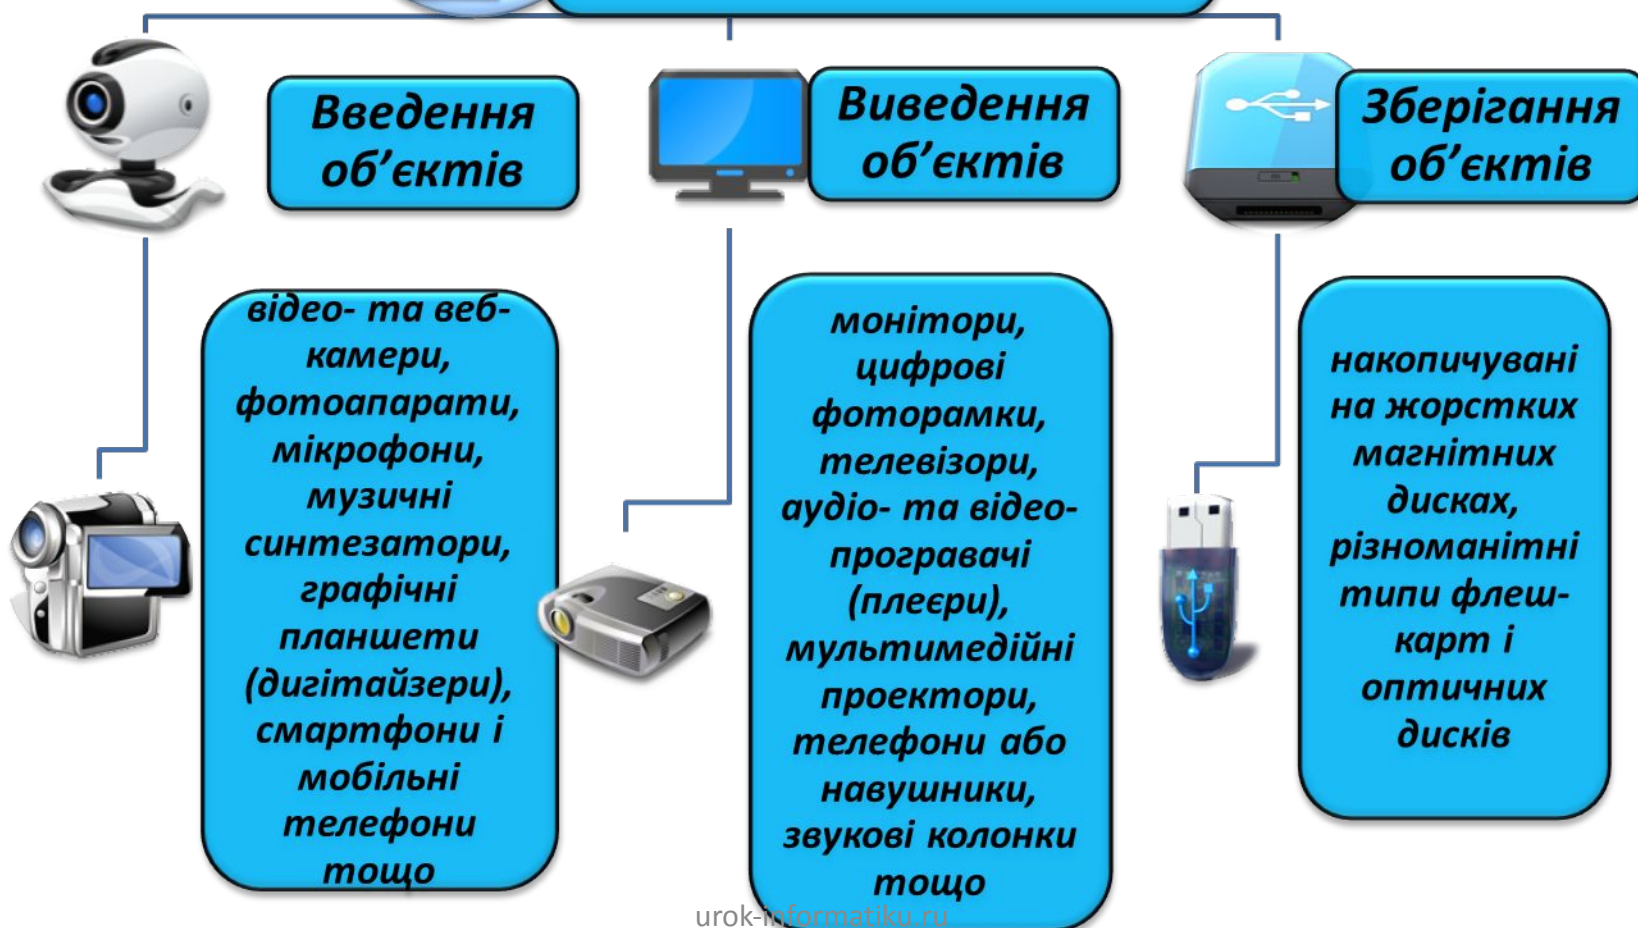 Введення
об’єктів
Виведення
об’єктів
Зберігання
об’єктів
відео- та веб-
камери,
фотоапарати,
мікрофони,
музичні
синтезатори,
графічні
планшети
(дигітайзери),
смартфони і
мобільні
телефони
тощо
монітори,
цифрові
фоторамки,
телевізори,
аудіо- та відео-
програвачі
(плеєри),
мультимедійні
проектори,
телефони або
навушники,
звукові колонки
тощо
накопичувані
на жорстких
магнітних
дисках,
різноманітні
типи флеш-
карт і
оптичних
дисків
urok-informatiku.ru